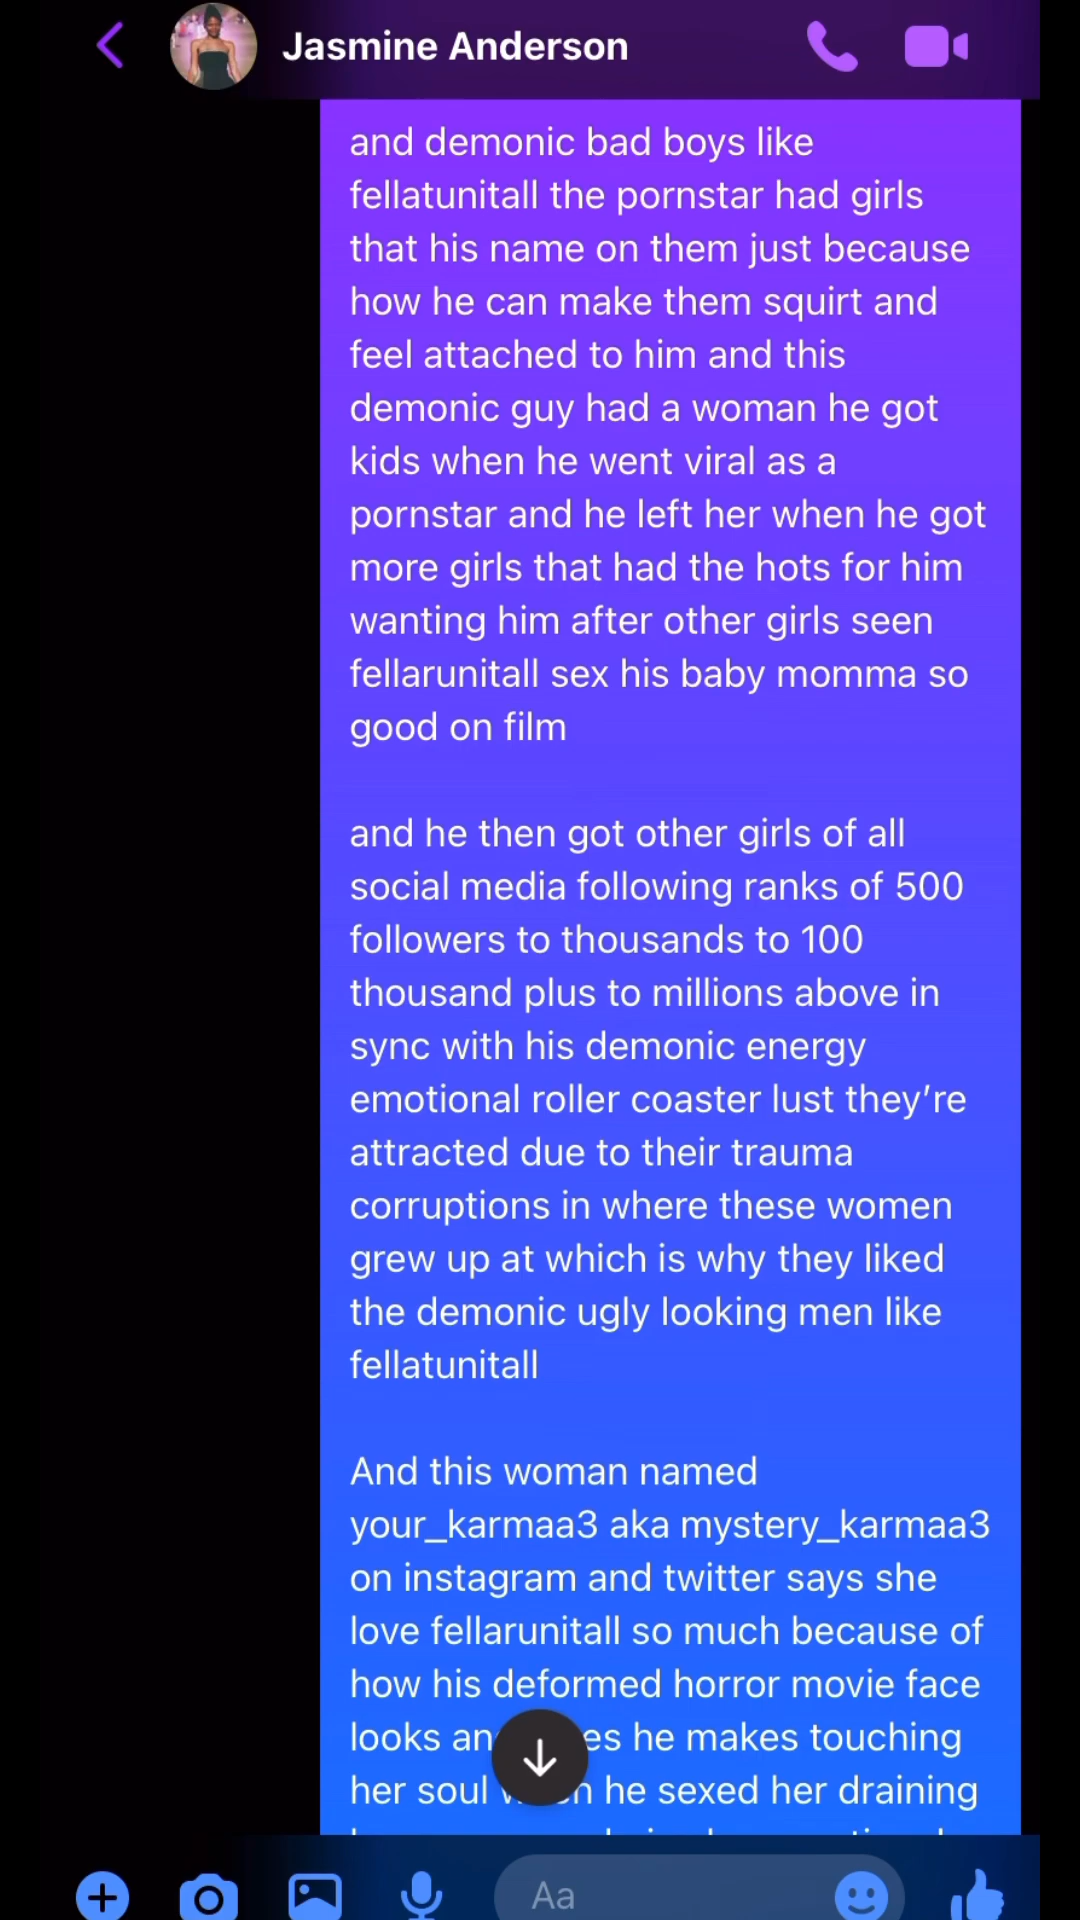 Jasmine Anderson
and demonic bad boys like
fellatunitall the pornstar had girls
that his name on them just because
how he can make them squirt and
feel attached to him and this
demonic guy had a woman he got
kids when he went viral as a
pornstar and he left her when he got
more girls that had the hots for him
wanting him after other girls seen
fellarunitall sex his baby momma so
good on film
and he then got other girls of all
social media following ranks of 500
followers to thousands to 100
thousand plus to millions above in
sync with his demonic energy
emotional roller coaster lust they’re
attracted due to their trauma
corruptions in where these women
grew up at which is why they liked
the demonic ugly looking men like
fellatunitall
And this woman named
your_karmaa3 aka mystery_karmaa3
on instagram and twitter says she
love fellarunitall so much because of
how his deformed horror movie face
looks he makes touching
her soul he sexed her draining
Aa